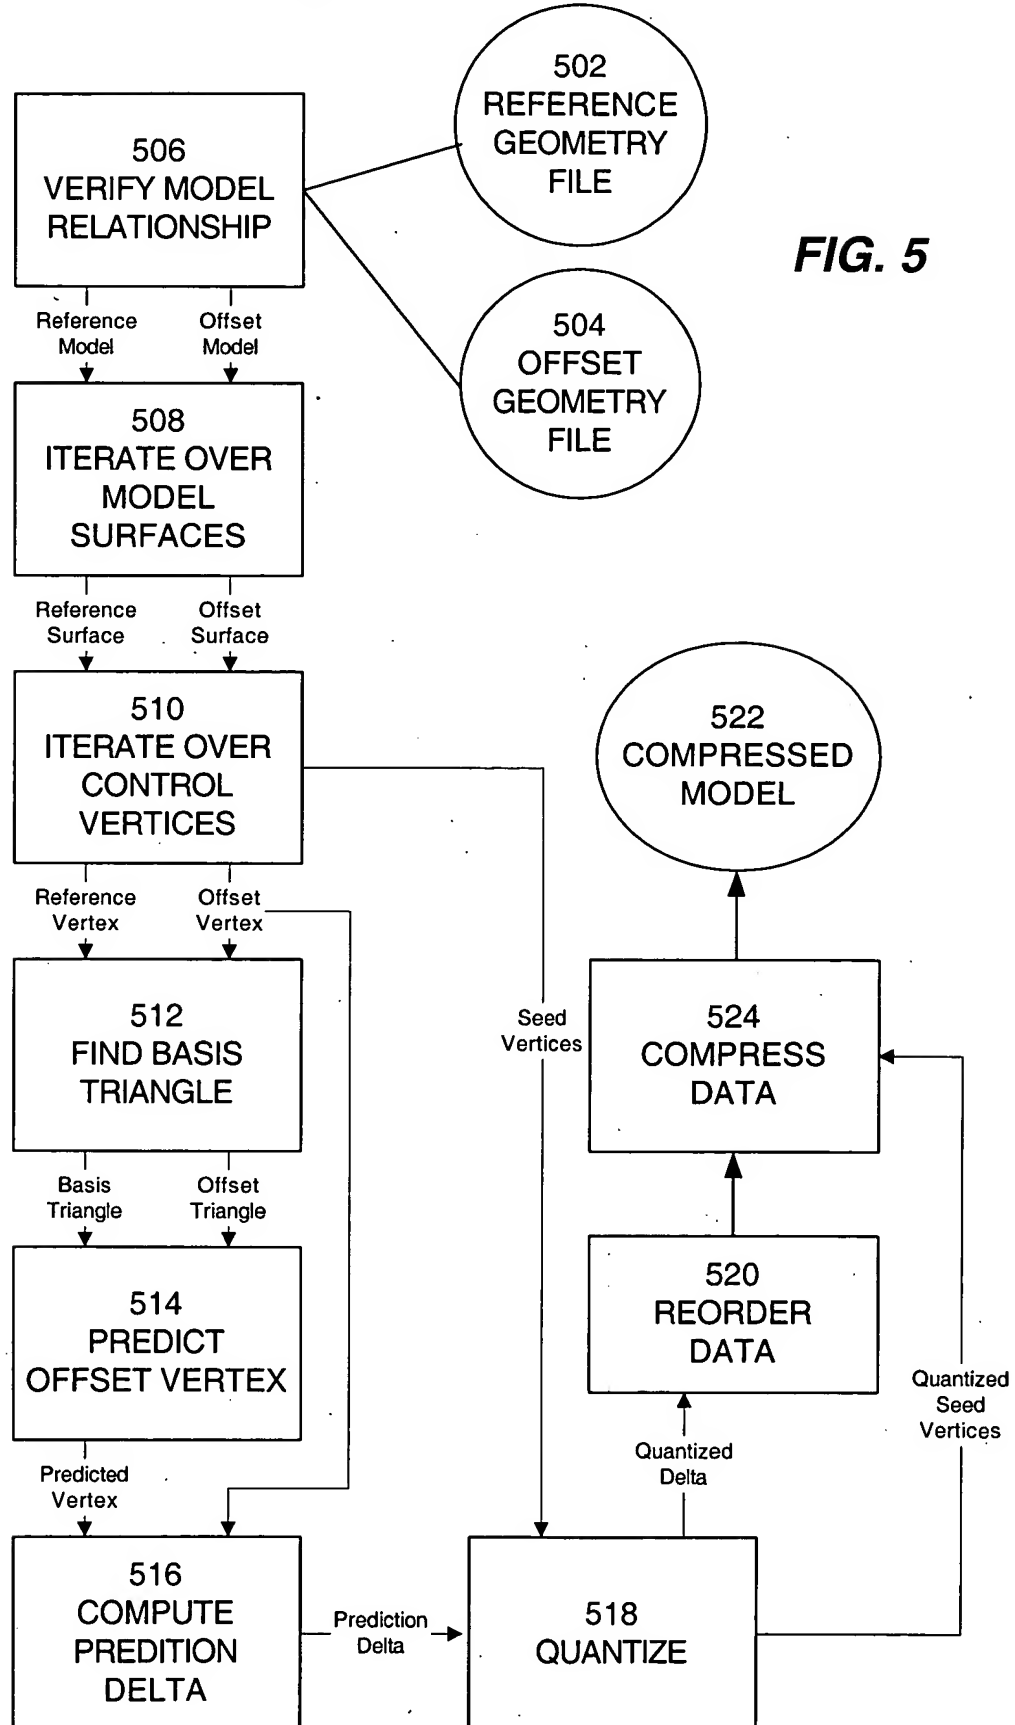 502
REFERENCE
GEOMETRY
FILE
506
VERIFY MODEL
RELATIONSHIP
FIG. 5
504
OFFSET
GEOMETRY
FILE
Reference
Model
Offset
Model
508
ITERATE OVER
MODEL
SURFACES
Reference
Surface
Offset
Surface
510
ITERATE OVER
CONTROL
VERTICES
522
COMPRESSED
MODEL
Reference
Vertex
Offset
Vertex
512
FIND BASIS
TRIANGLE
Seed
Vertices
524
COMPRESS
DATA
Basis
Triangle
Offset
Triangle
514
PREDICT
OFFSET VERTEX
520
REORDER
DATA
Quantized
Seed
Vertices
Predicted
Vertex
Quantized
Delta
516
COMPUTE
PREDITION
DELTA
Prediction
Delta
518
QUANTIZE